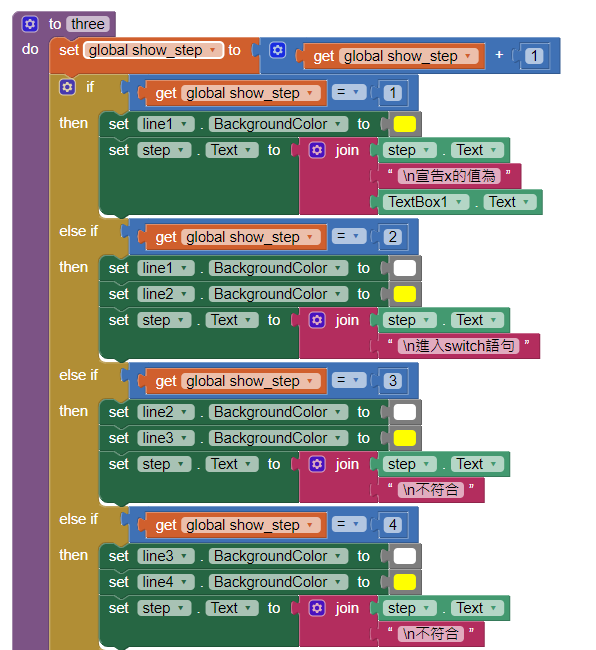 to three
do set global show_step to get global show_step + 1
if get global show_step = 1
then set line1 . BackgroundColor to
set step . Text to join step . Text
“ \n宣告x的值為 ”
TextBox1 . Text
else if get global show_step = 2
then set line1 . BackgroundColor to
set line2 . BackgroundColor to
set step . Text to join step . Text
“ \n進入switch語句 ”
else if get global show_step = 3
then set line2 . BackgroundColor to
set line3 . BackgroundColor to
set step . Text to join step . Text
“ \n不符合 ”
else if get global show_step = 4
then set line3 . BackgroundColor to
set line4 . BackgroundColor to
set step . Text to join step . Text
“ \n不符合 ”